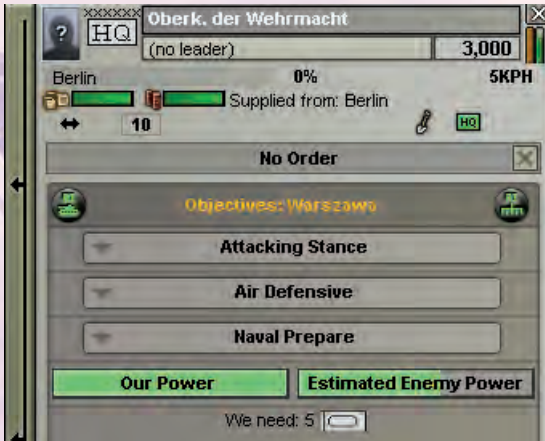 XXXXXX
HQ
Oberk. der Wehrmacht
?
(no leader)
3,000
Berlin
0%
5KPH
Supplied from: Berlin
10
HQ
No Order
Objectives: Warszawa
Attacking Stance
Air Defensive
Naval Prepare
Our Power
Estimated Enemy Power
We need: 5